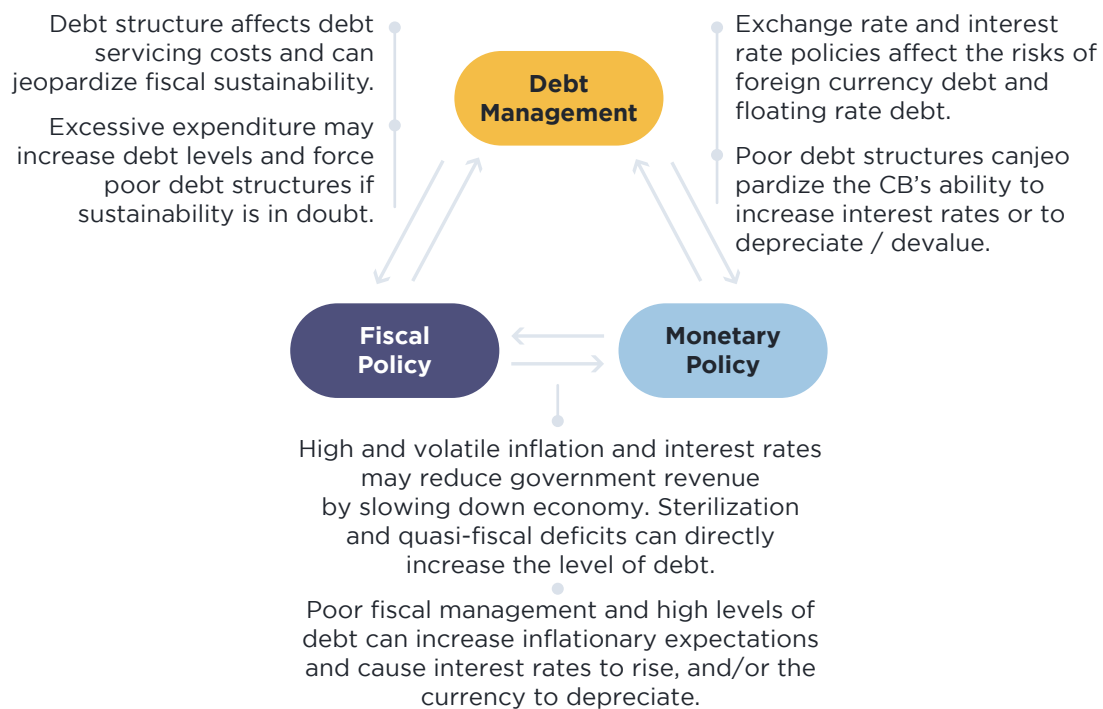 Debt structure affects debt
servicing costs and can
jeopardize fiscal sustainability.
Excessive expenditure may
increase debt levels and force
poor debt structures if
sustainability is in doubt.
Debt
Management
Exchange rate and interest
rate policies affect the risks of
foreign currency debt and
floating rate debt.
Poor debt structures canjeo
pardize the CB’s ability to
increase interest rates or to
depreciate / devalue.
Fiscal
Policy
Monetary
Policy
High and volatile inflation and interest rates
may reduce government revenue
by slowing down economy. Sterilization
and quasi-fiscal deficits can directly
increase the level of debt.
Poor fiscal management and high levels of
debt can increase inflationary expectations
and cause interest rates to rise, and/or the
currency to depreciate.